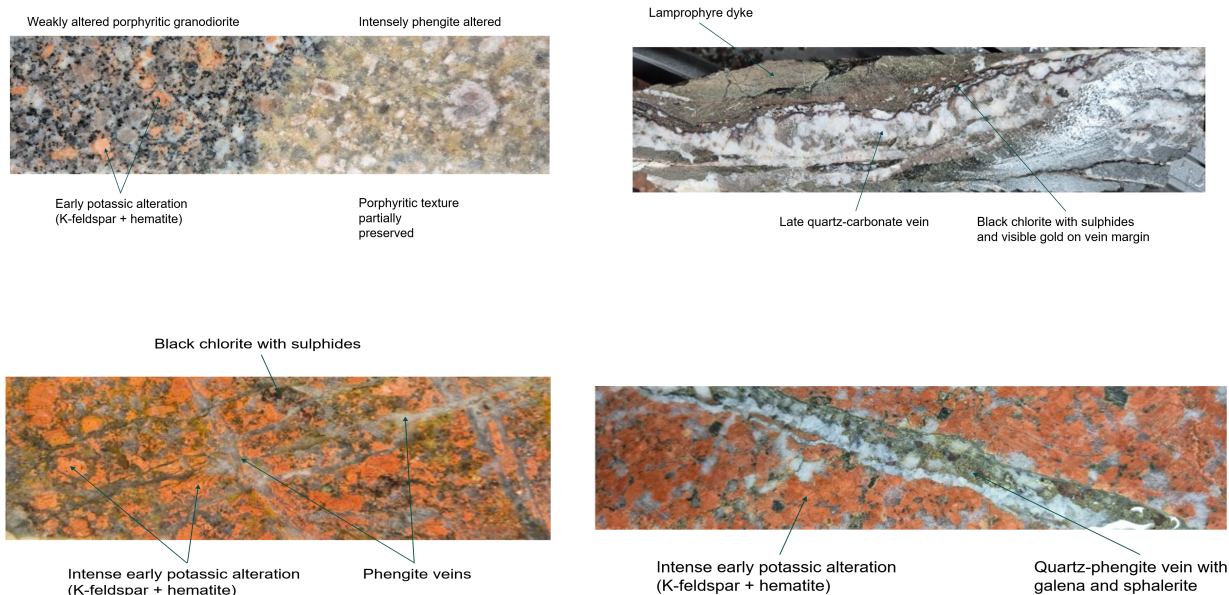 Weakly altered porphyritic granodiorite
Intensely phengite altered
Early potassic alteration
(K-feldspar + hematite)
Porphyritic texture
partially
preserved
Lamprophyre dyke
Late quartz-carbonate vein
Black chlorite with sulphides
and visible gold on vein margin
Black chlorite with sulphides
Intense early potassic alteration
(K-feldspar + hematite)
Phengite veins
Intense early potassic alteration
(K-feldspar + hematite)
Quartz-phengite vein with
galena and sphalerite